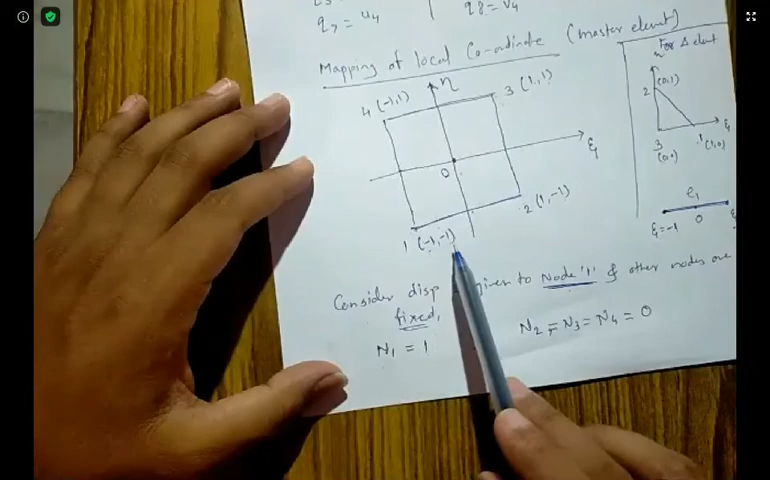 q₇ = u₄
q₈ = v₄
Mapping of local Co-ordinate (master element)
η
4 (-1,1)
3 (1,1)
ξ
0
2 (1,-1)
1 (-1,-1)
For Δ elent
η
2
(0,1)
ξ
3
(0,0)
1
(1,0)
e₁
ξ=-1
0
Consider disp given to Node '1' & other nodes are
fixed,
N₁ = 1
N₂ = N₃ = N₄ = 0